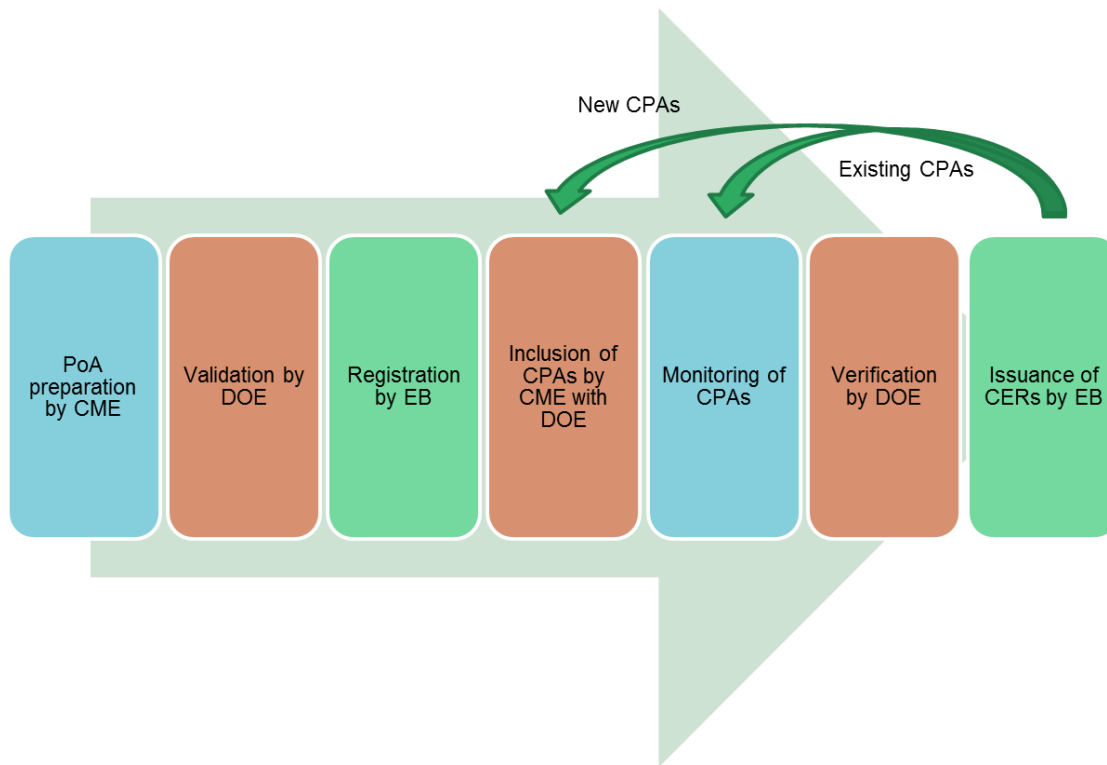 New CPAs
Existing CPAs
PoA
preparation
by CME
Validation by
DOE
Registration
by EB
Inclusion of
CPAs by
CME with
DOE
Monitoring of
CPAs
Verification
by DOE
Issuance of
CERs by EB